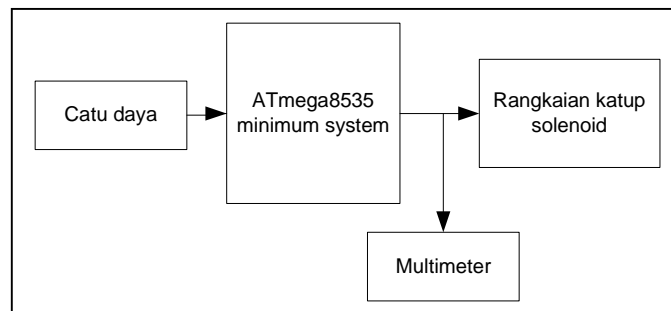 Catu daya
ATmega8535
minimum system
Rangkaian katup
solenoid
Multimeter